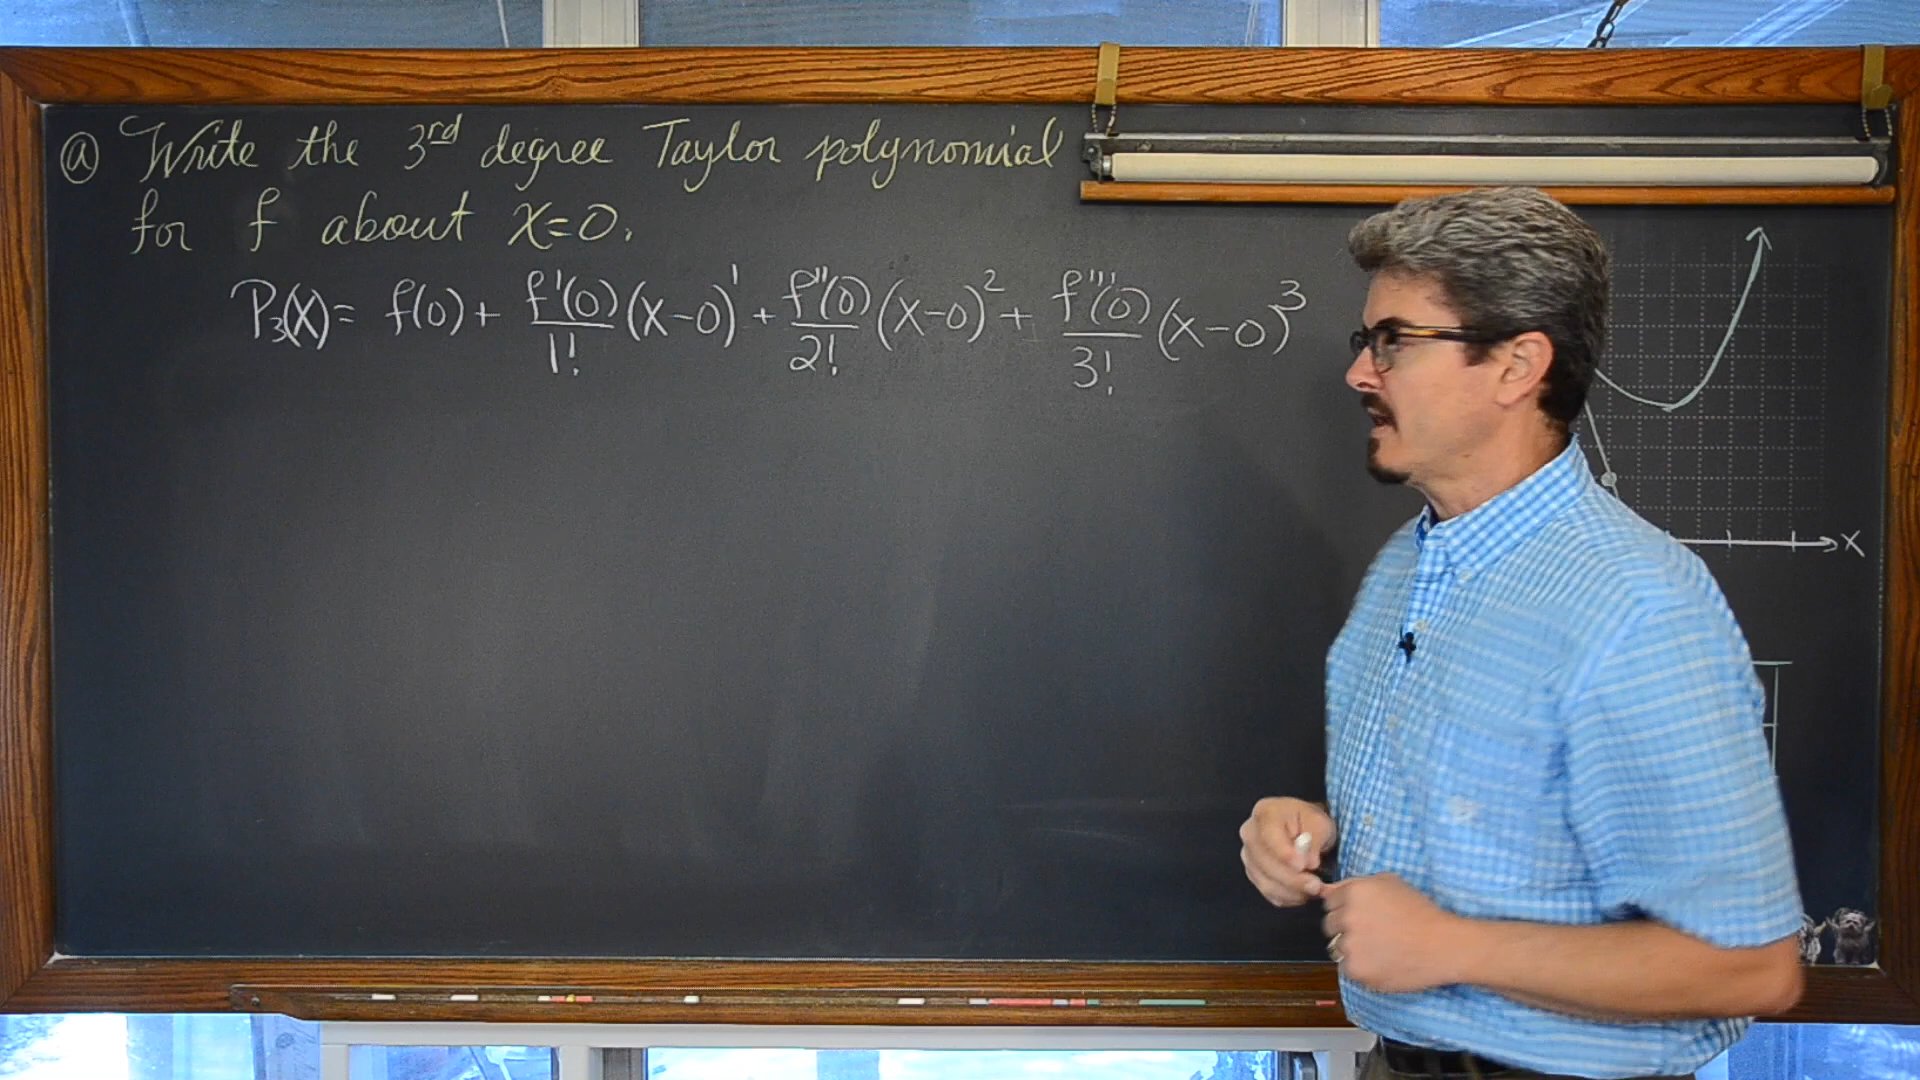 ⓐ Write the 3rd degree Taylor polynomial
for f about x=0.
P₃(x) = f(0) + f'(0)/1! (x-0)¹ + f''(0)/2! (x-0)² + f'''(0)/3! (x-0)³
x